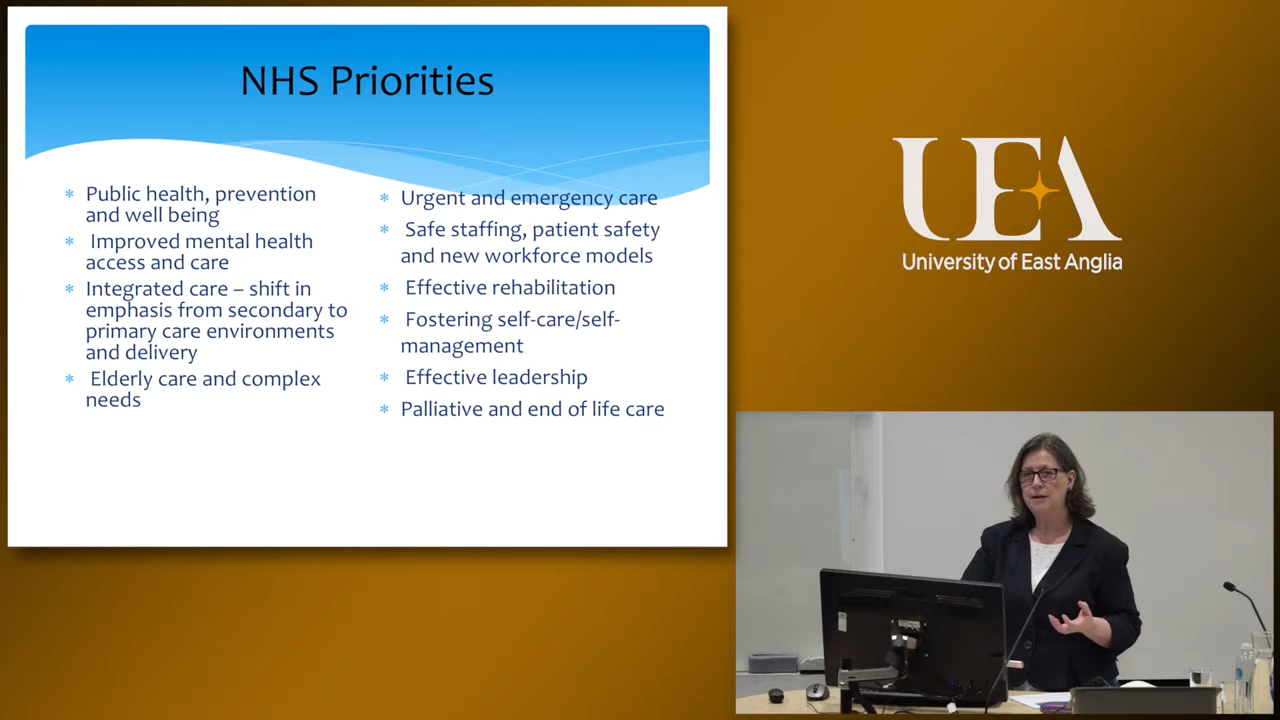 NHS Priorities
* Public health, prevention
and well being
* Improved mental health
access and care
* Integrated care – shift in
emphasis from secondary to
primary care environments
and delivery
* Elderly care and complex
needs
* Urgent and emergency care
* Safe staffing, patient safety
and new workforce models
* Effective rehabilitation
* Fostering self-care/self-
management
* Effective leadership
* Palliative and end of life care
UEA
University of East Anglia